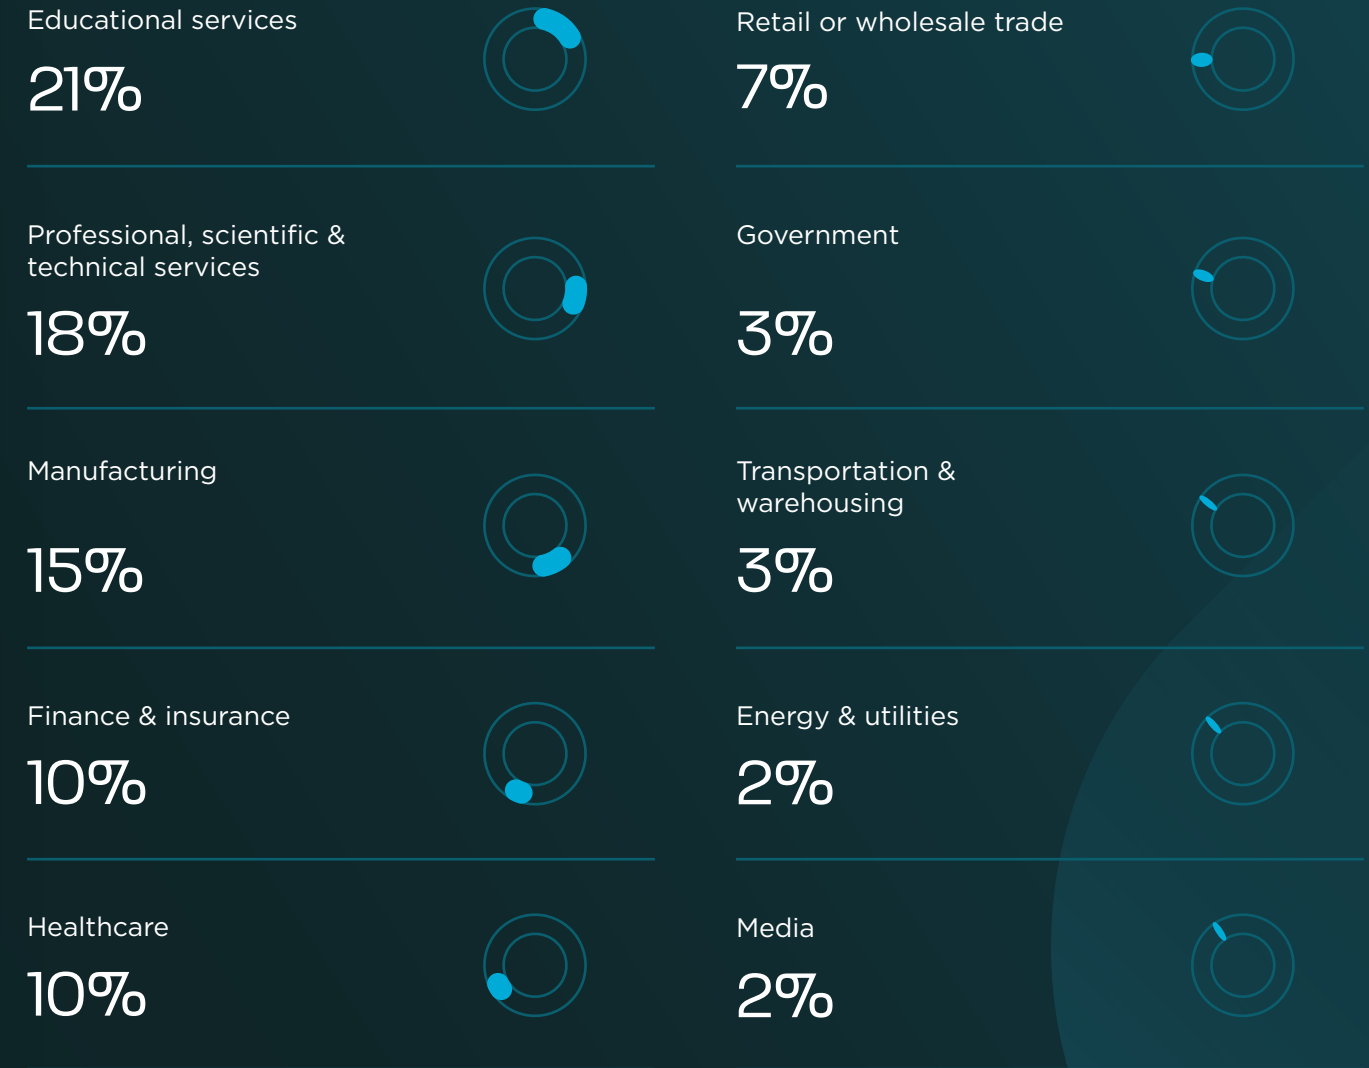 Educational services
21%
Professional, scientific &
technical services
18%
Manufacturing
15%
Finance & insurance
10%
Healthcare
10%
Retail or wholesale trade
7%
Government
3%
Transportation &
warehousing
3%
Energy & utilities
2%
Media
2%